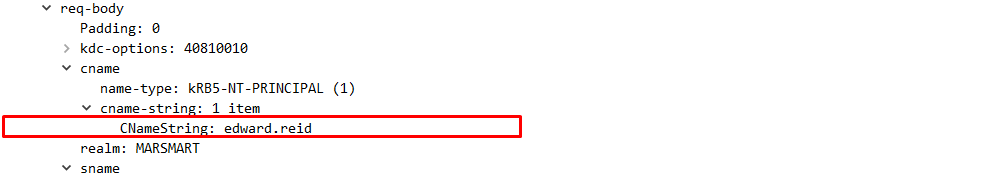 req-body
Padding: 0
kdc-options: 40810010
cname
name-type: kRB5-NT-PRINCIPAL (1)
cname-string: 1 item
CNameString: edward.reid
realm: MARSMART
sname